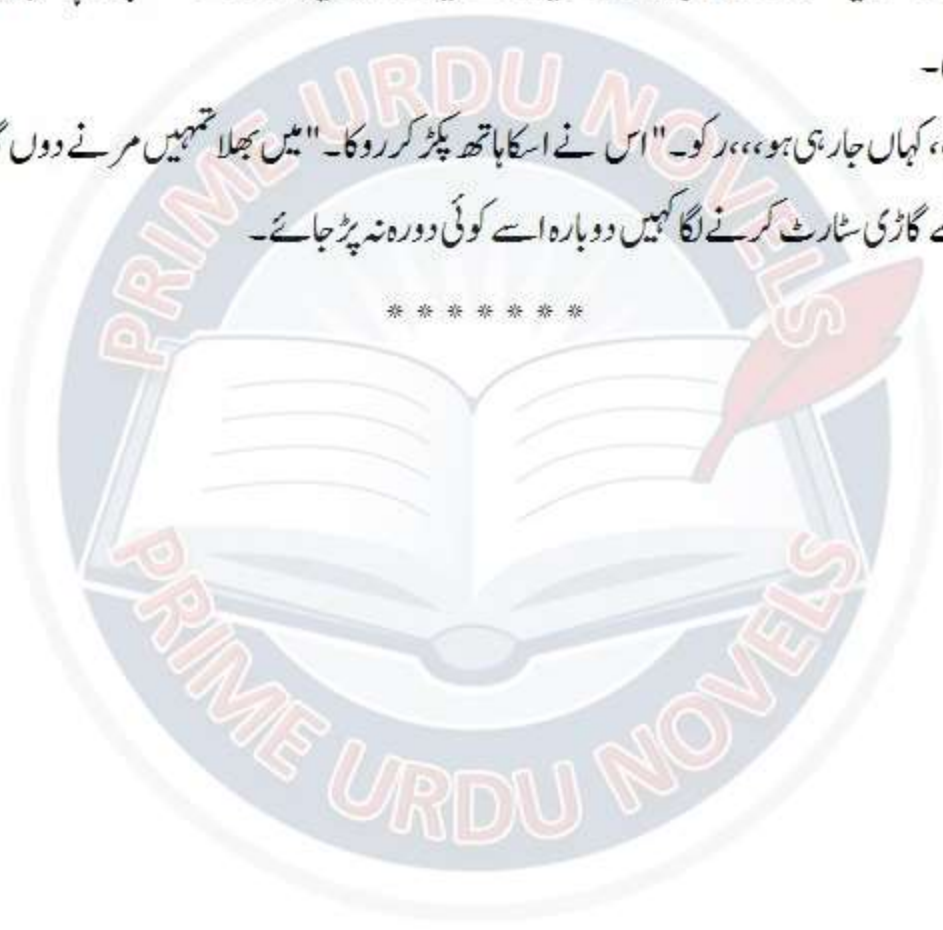 ۔
، کہاں جا رہی ہو،،،رکو۔"اس نے اسکا ہاتھ پکڑ کر روکا۔"میں بھلا تمہیں مرنے دوں
گاڑی سٹارٹ کرنے لگا کہیں دوبارہ اسے کوئی دورہ نہ پڑ جائے۔
* * * * * * *
PRIME URDU NOVELS
PRIME URDU NOVELS